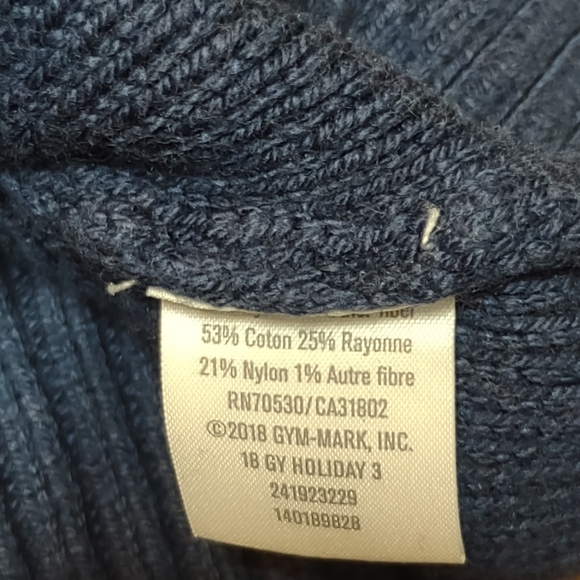 fiber
53% Coton 25% Rayonne
21% Nylon 1% Autre fibre
RN70530/CA31802
©2018 GYM-MARK, INC.
18 GY HOLIDAY 3
241923229
140189828